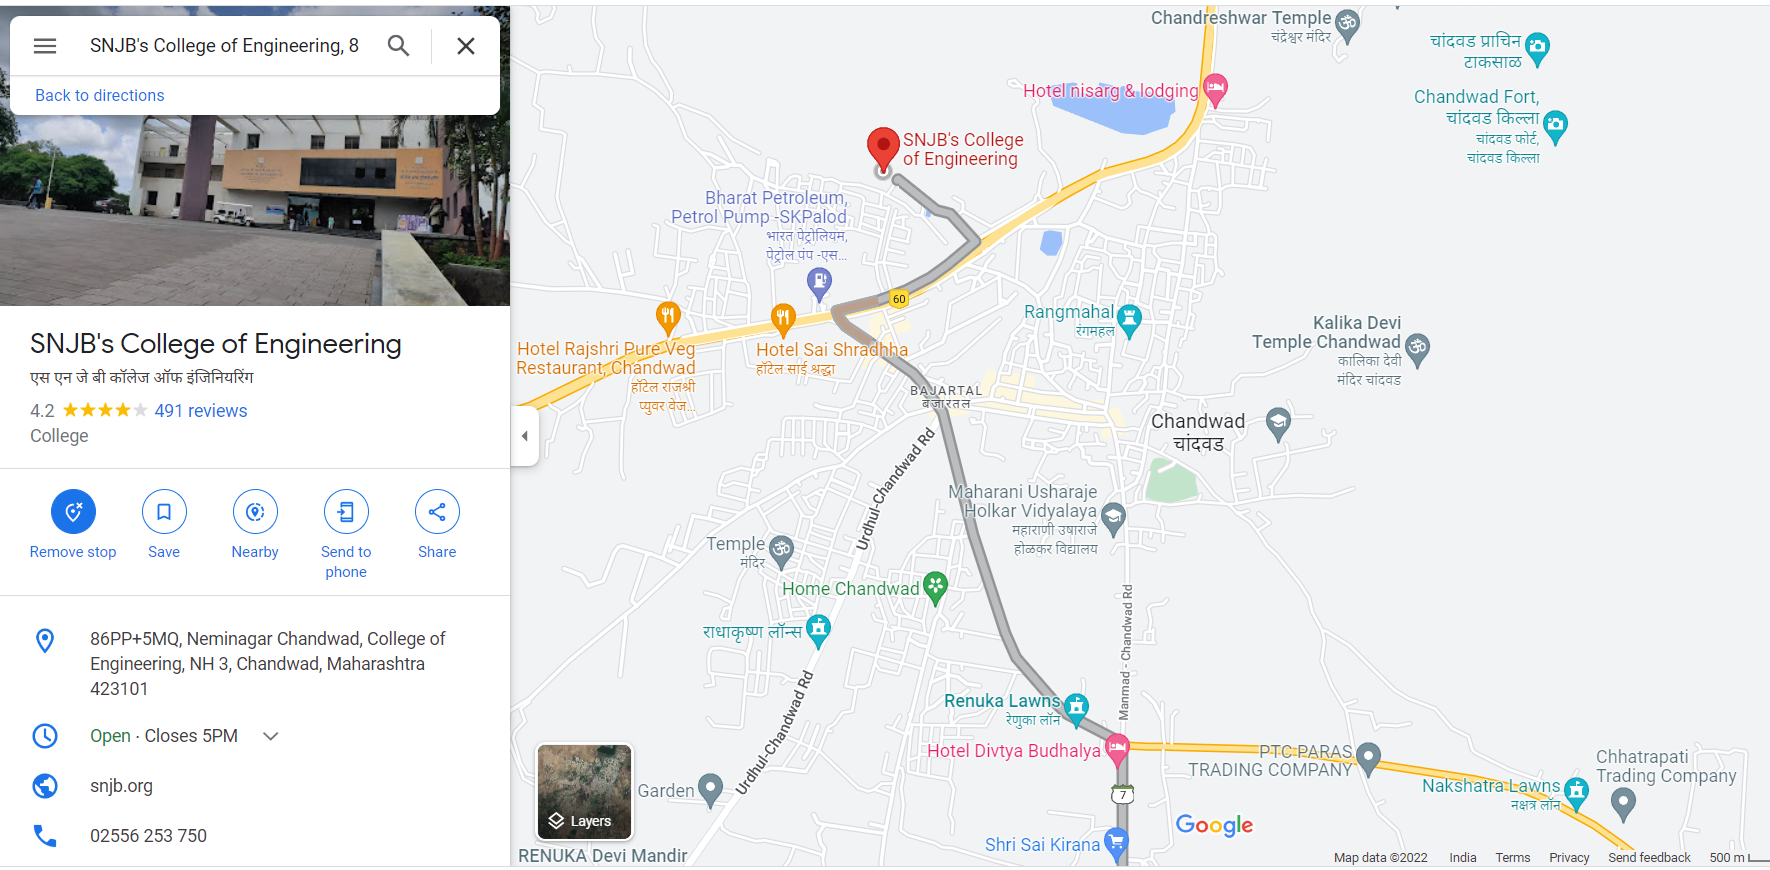 SNJB's College of Engineering, 8
Back to directions
SNJB's College of Engineering
एस एन जे बी कॉलेज ऑफ इंजिनियरिंग
4.2 491 reviews
College
Remove stop
Save
Nearby
Send to
phone
Share
86PP+5MQ, Neminagar Chandwad, College of
Engineering, NH 3, Chandwad, Maharashtra
423101
Open · Closes 5PM
snjb.org
02556 253 750
Chandreshwar Temple
चंद्रेश्वर मंदिर
चांदवड प्राचिन
टाकसाळ
Hotel nisarg & lodging
Chandwad Fort,
चांदवड किल्ला
चांदवड फोर्ट,
चांदवड किल्ला
SNJB's College
of Engineering
Bharat Petroleum,
Petrol Pump -SKPalod
भारत पेट्रोलियम,
पेट्रोल पंप -एस...
60
Rangmahal
रंगमहल
Kalika Devi
Temple Chandwad
कालिका देवी
मंदिर चांदवड
Hotel Rajshri Pure Veg
Restaurant, Chandwad
हॉटेल राजश्री
प्युवर वेज...
Hotel Sai Shradhha
हॉटेल साई श्रद्धा
BAJARTAL
बेजारतल
Chandwad
चांदवड
Urdhul-Chandwad Rd
Maharani Usharaje
Holkar Vidyalaya
महाराणी उषाराजे
होळकर विद्यालय
Temple
मंदिर
Home Chandwad
राधाकृष्ण लॉन्स
Manmad - Chandwad Rd
Renuka Lawns
रेणुका लॉन
Hotel Divtya Budhalya
PTC PARAS
TRADING COMPANY
Chhatrapati
Trading Company
Nakshatra Lawns
नक्षत्र लॉन
Urdhul-Chandwad Rd
Garden
7
Layers
Google
Shri Sai Kirana
RENUKA Devi Mandir
Map data ©2022 India Terms Privacy Send feedback 500 m